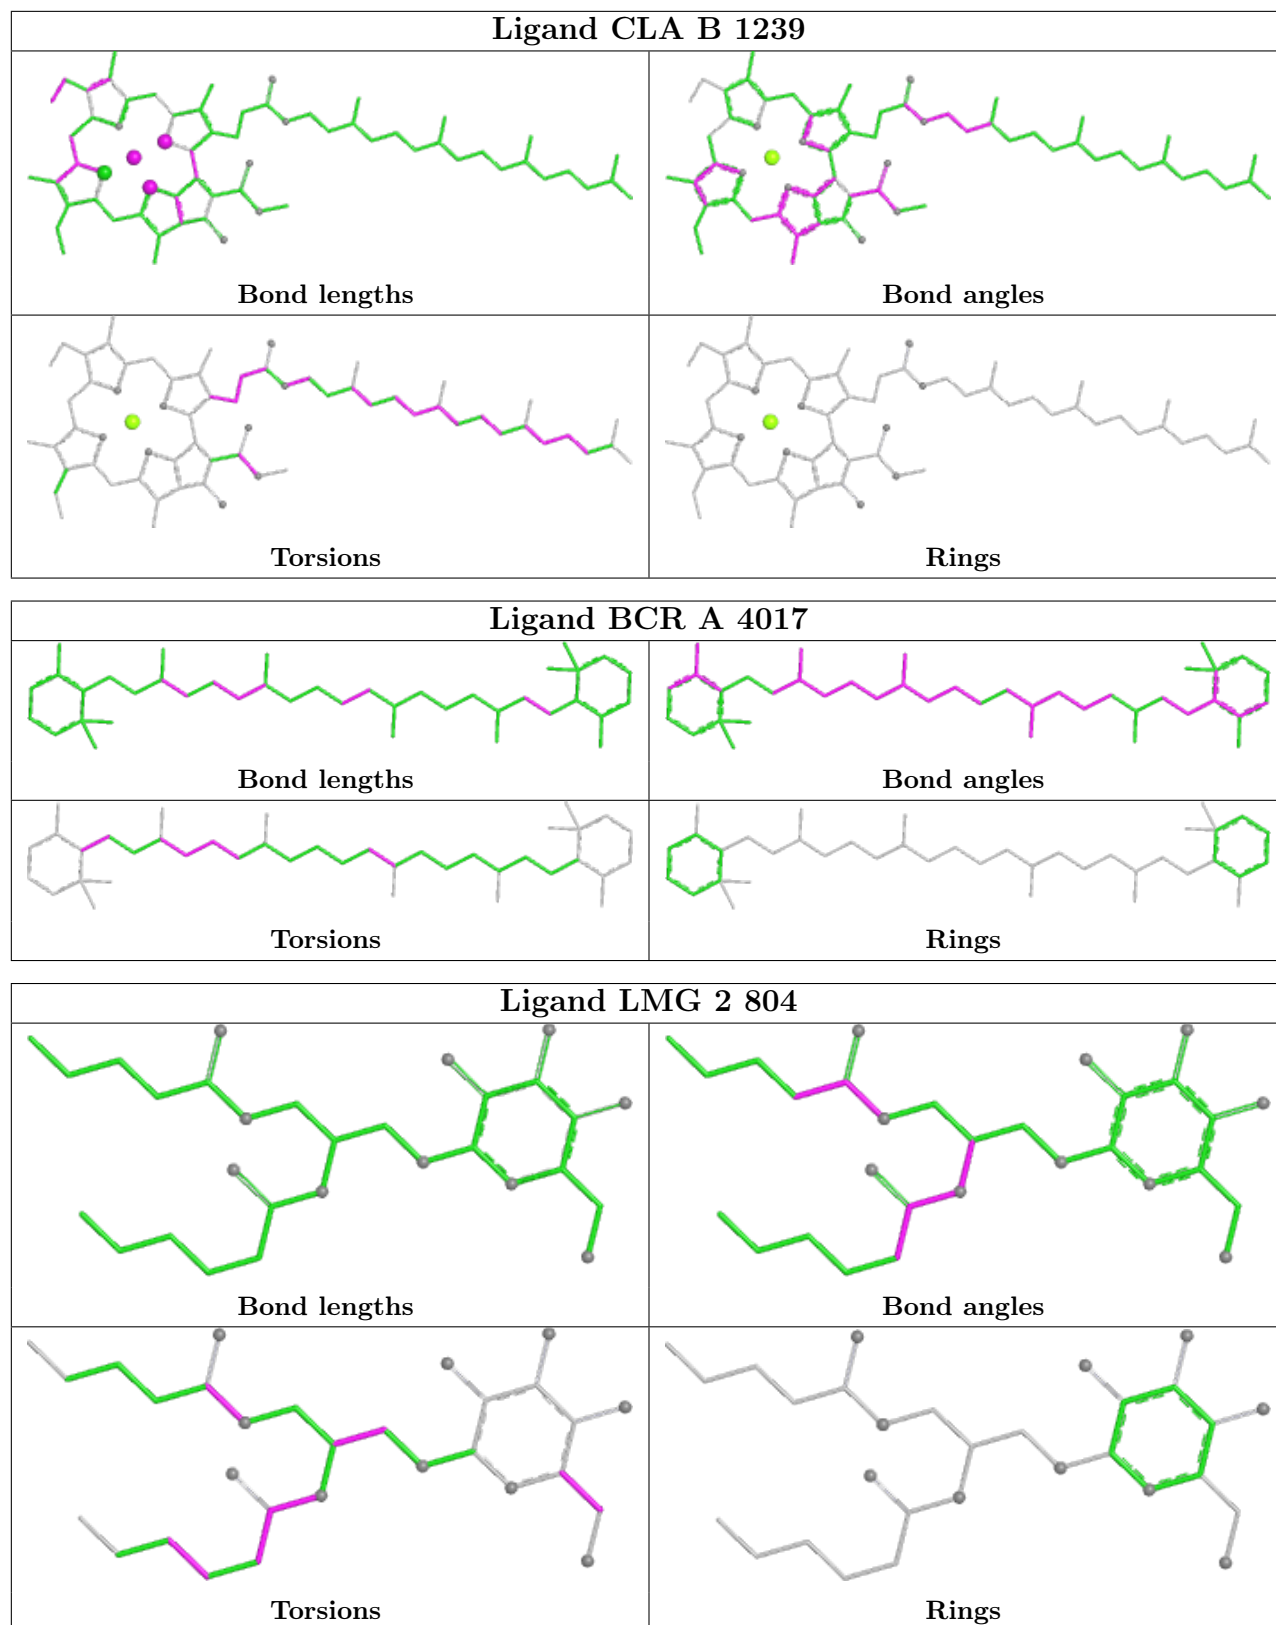 Ligand CLA B 1239
Bond lengths
Bond angles
Torsions
Rings
Ligand BCR A 4017
Bond lengths
Bond angles
Torsions
Rings
Ligand LMG 2 804
Bond lengths
Bond angles
Torsions
Rings